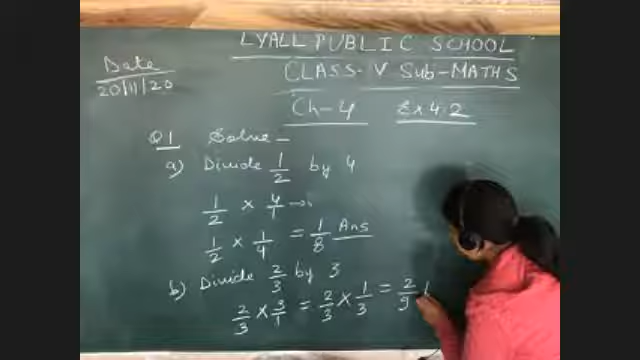 LYALL PUBLIC SCHOOL
Date
20/11/20
CLASS-V Sub-MATHS
Ch-4 Ex 4.2
Q1 Solve -
a) Divide 1/2 by 4
1/2 × 4/1 →
1/2 × 1/4 = 1/8 Ans
b) Divide 2/3 by 3
2/3 × 3/1 = 2/3 × 1/3 = 2/9